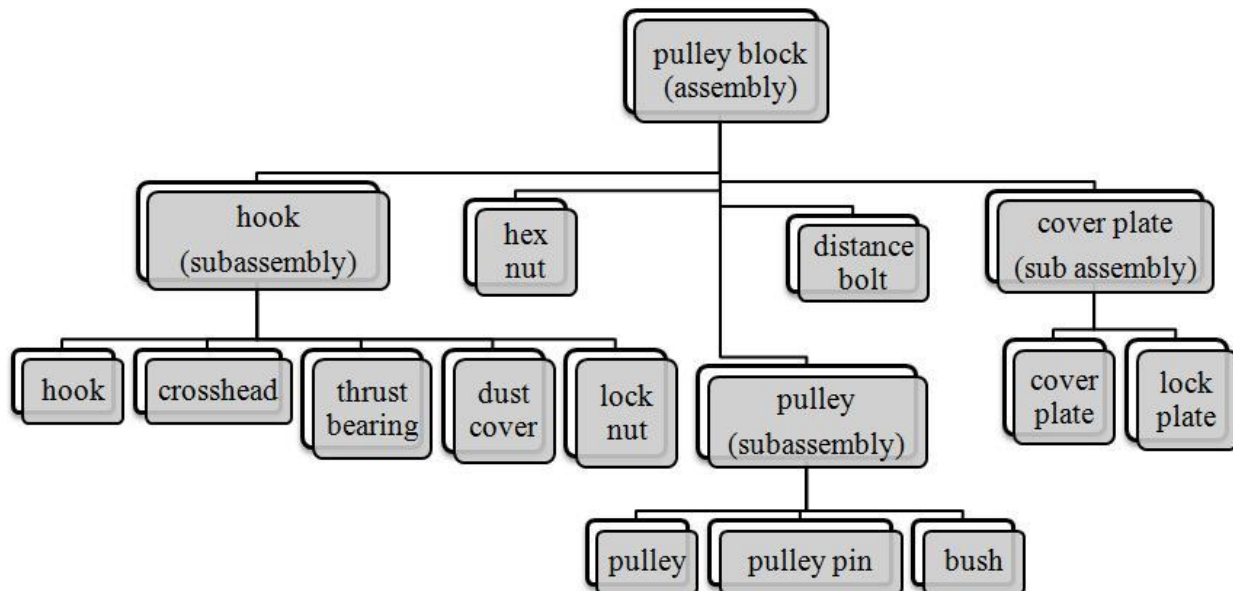 pulley block
(assembly)
hook
(subassembly)
hex
nut
distance
bolt
cover plate
(sub assembly)
hook
crosshead
thrust
bearing
dust
cover
lock
nut
pulley
(subassembly)
cover
plate
lock
plate
pulley
pulley pin
bush